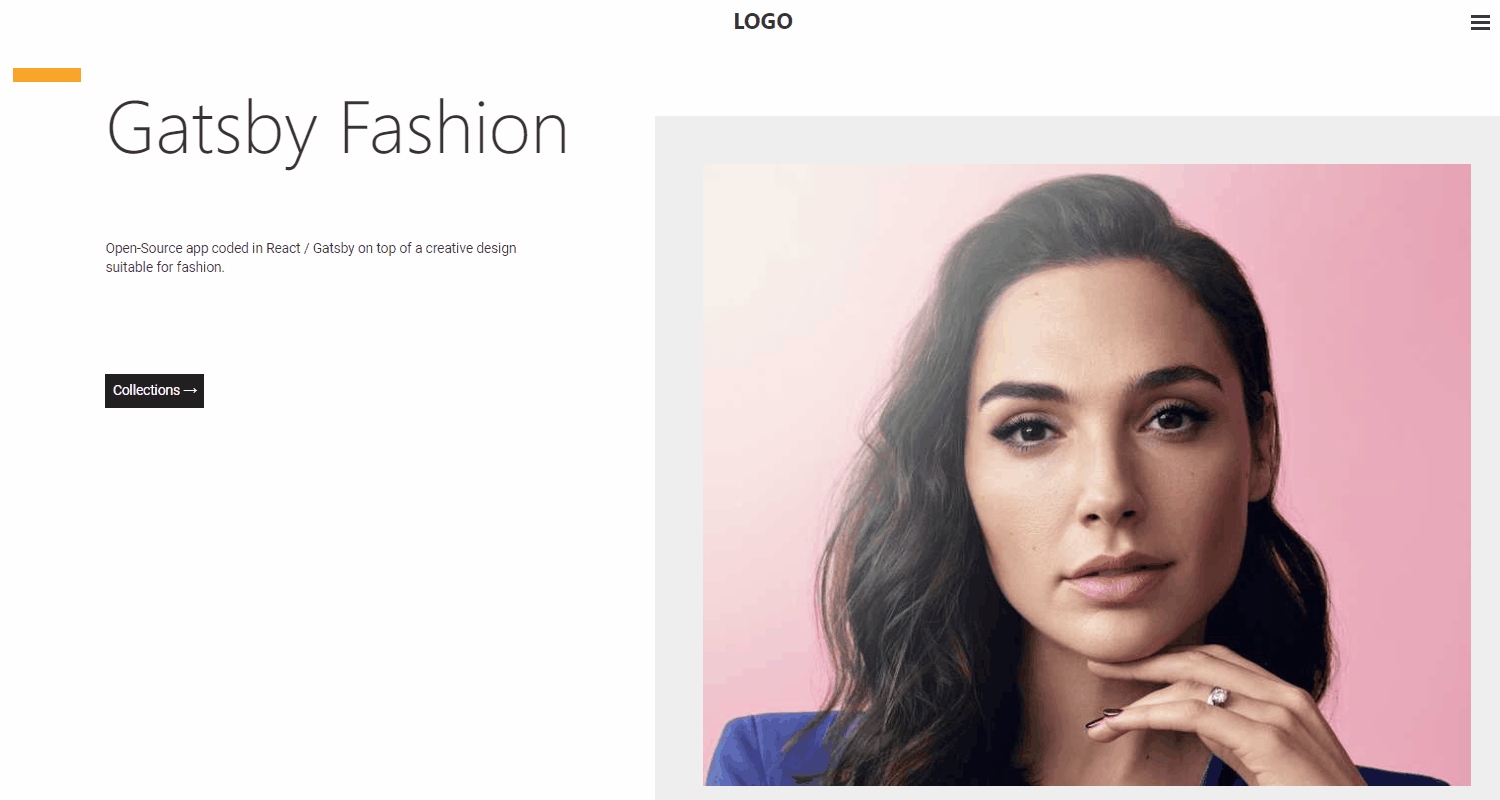 LOGO
Gatsby Fashion
Open-Source app coded in React / Gatsby on top of a creative design
suitable for fashion.
Collections →